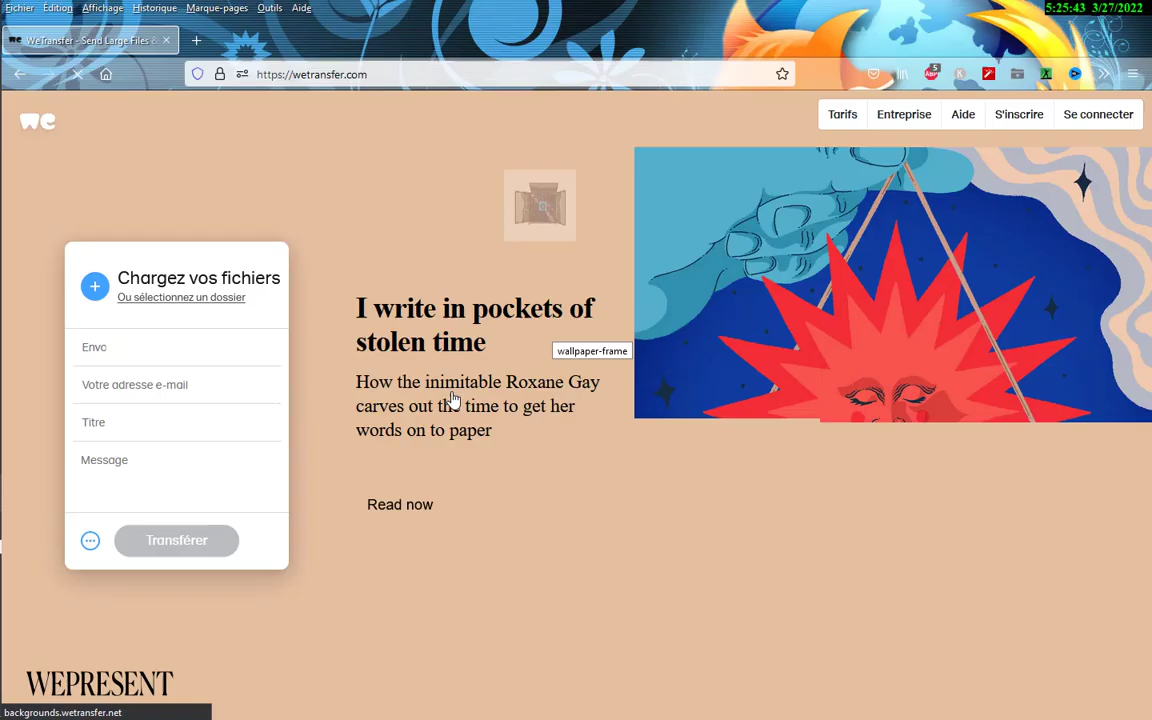 Fichier Édition Affichage Historique Marque-pages Outils Aide
5:25:43 3/27/2022
we WeTransfer - Send Large Files &
https://wetransfer.com
5
we
Tarifs Entreprise Aide S'inscrire Se connecter
+ Chargez vos fichiers
Ou sélectionnez un dossier
I write in pockets of
stolen time
Envo
wallpaper-frame
Votre adresse e-mail
How the inimitable Roxane Gay
carves out the time to get her
words on to paper
Titre
Message
Read now
Transférer
WEPRESENT
backgrounds.wetransfer.net